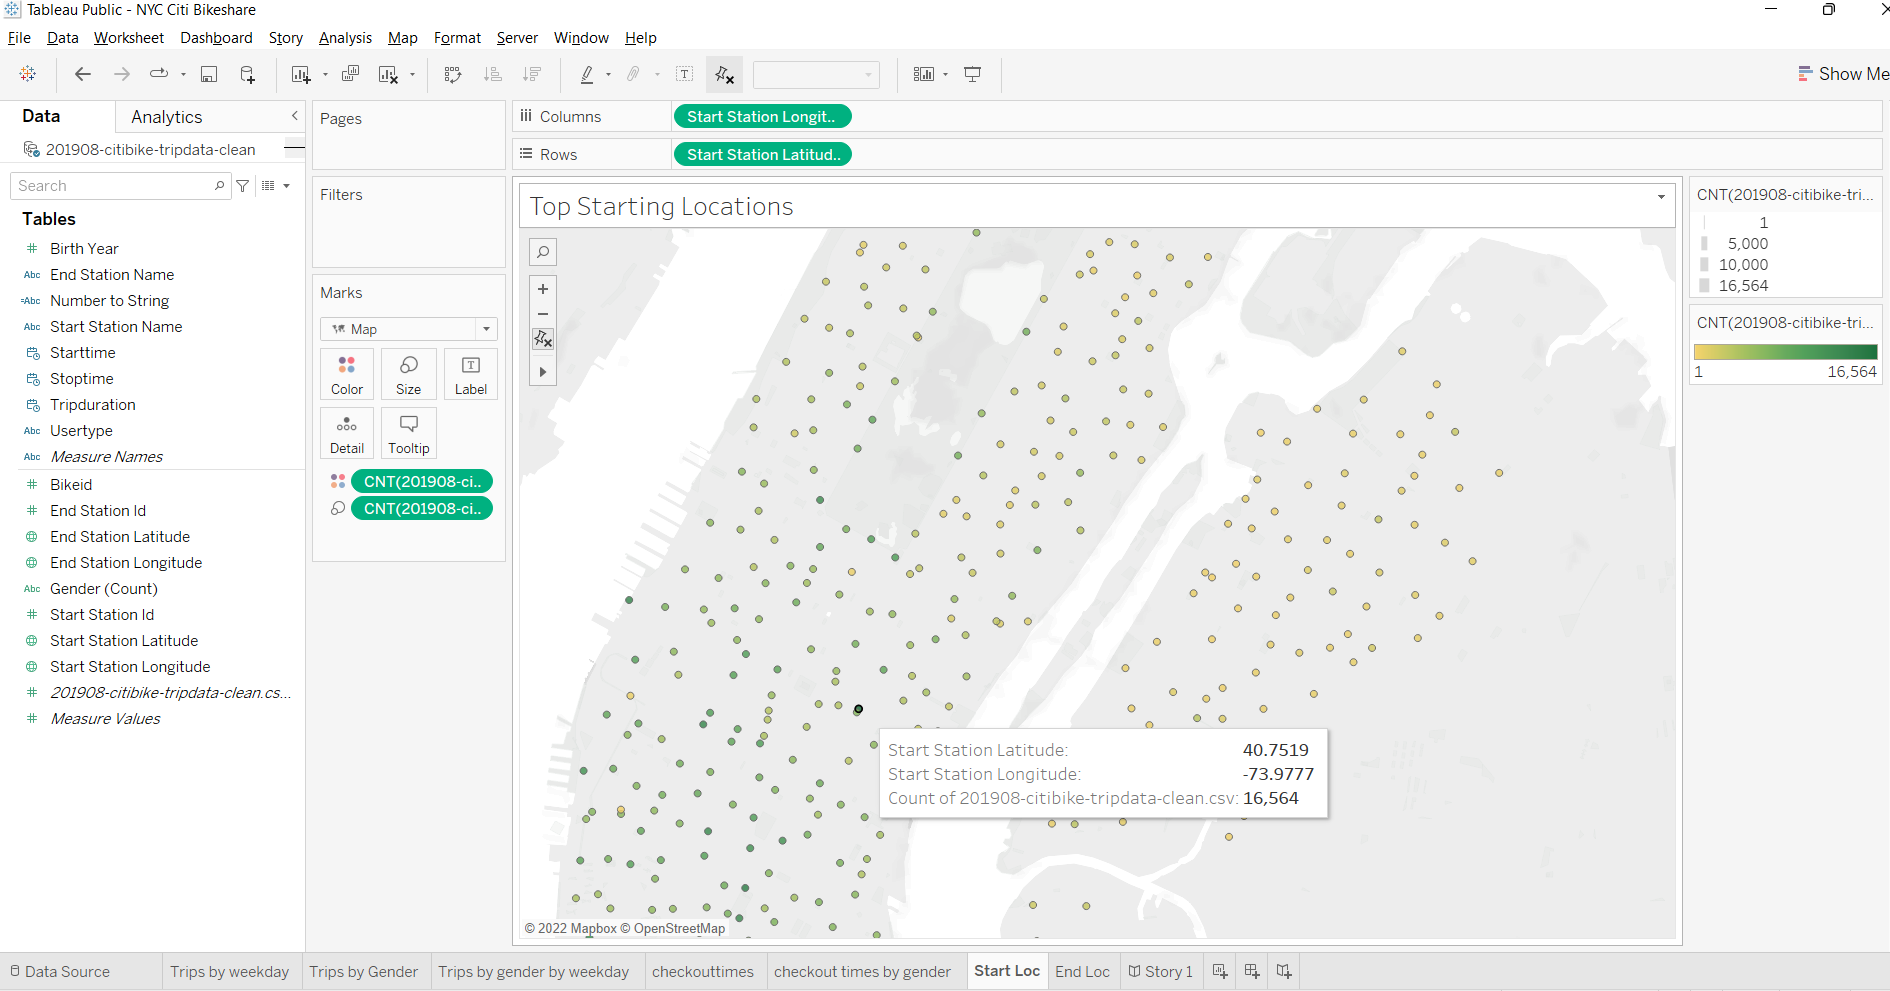 Tableau Public - NYC Citi Bikeshare
File Data Worksheet Dashboard Story Analysis Map Format Server Window Help
Show Me
Data
Analytics
201908-citibike-tripdata-clean
Search
Tables
Birth Year
Abc End Station Name
=Abc Number to String
Abc Start Station Name
Starttime
Stoptime
Tripduration
Abc Usertype
Abc Measure Names
Bikeid
End Station Id
End Station Latitude
End Station Longitude
Abc Gender (Count)
Start Station Id
Start Station Latitude
Start Station Longitude
201908-citibike-tripdata-clean.cs...
Measure Values
Pages
Filters
Marks
Map
Color
Size
T
Label
Detail
Tooltip
CNT(201908-ci..
CNT(201908-ci..
Columns
Start Station Longit..
Rows
Start Station Latitud..
Top Starting Locations
Start Station Latitude: 40.7519
Start Station Longitude: -73.9777
Count of 201908-citibike-tripdata-clean.csv: 16,564
© 2022 Mapbox © OpenStreetMap
CNT(201908-citibike-tri...
1
5,000
10,000
16,564
CNT(201908-citibike-tri...
1 16,564
Data Source
Trips by weekday
Trips by Gender
Trips by gender by weekday
checkouttimes
checkout times by gender
Start Loc
End Loc
Story 1